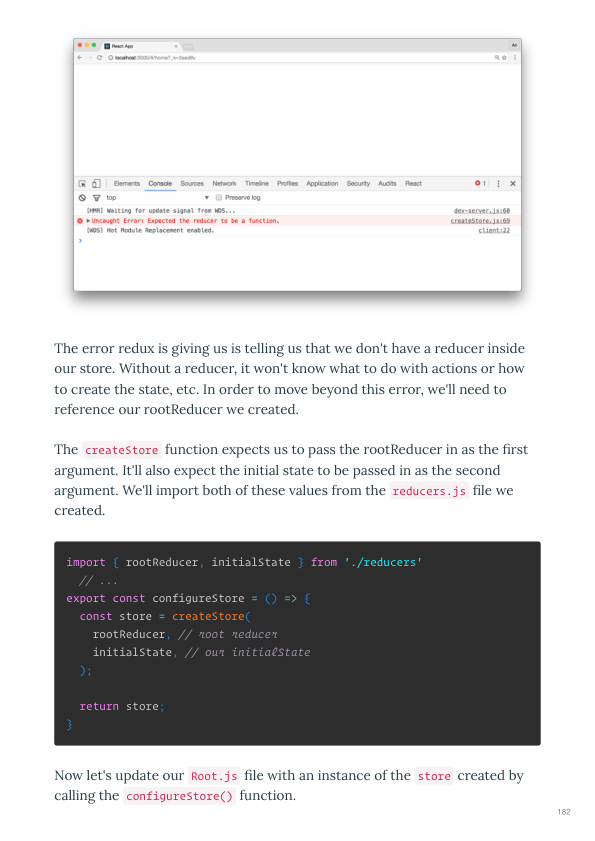 React App
localhost:3000/#/home?_k=
Elements Console Sources Network Timeline Profiles Application Security Audits React 1
top Preserve log
[HMR] Waiting for update signal from WDS... dev-server.js:60
Uncaught Error: Expected the reducer to be a function. createStore.js:69
[WDS] Hot Module Replacement enabled. client:22
The error redux is giving us is telling us that we don't have a reducer inside
our store. Without a reducer, it won't know what to do with actions or how
to create the state, etc. In order to move beyond this error, we'll need to
reference our rootReducer we created.
The createStore function expects us to pass the rootReducer in as the first
argument. It'll also expect the initial state to be passed in as the second
argument. We'll import both of these values from the reducers.js file we
created.
import { rootReducer, initialState } from './reducers'
// ...
export const configureStore = () => {
const store = createStore(
rootReducer, // root reducer
initialState, // our initialState
);
return store;
}
Now let's update our Root.js file with an instance of the store created by
calling the configureStore() function.
182